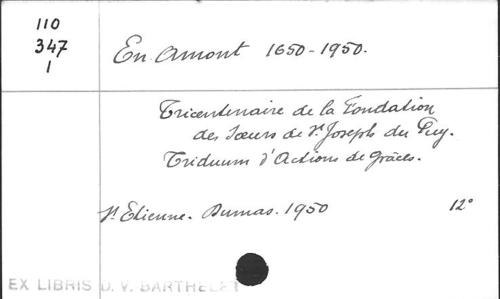 110
347
1
En Amont 1650-1950.
Tricentenaire de la Fondation
des Sœurs de St Joseph du Puy.
Triduum d'Actions de grâces.
St Etienne. Dumas. 1950 12°
EX LIBRIS D. V. BARTHELET